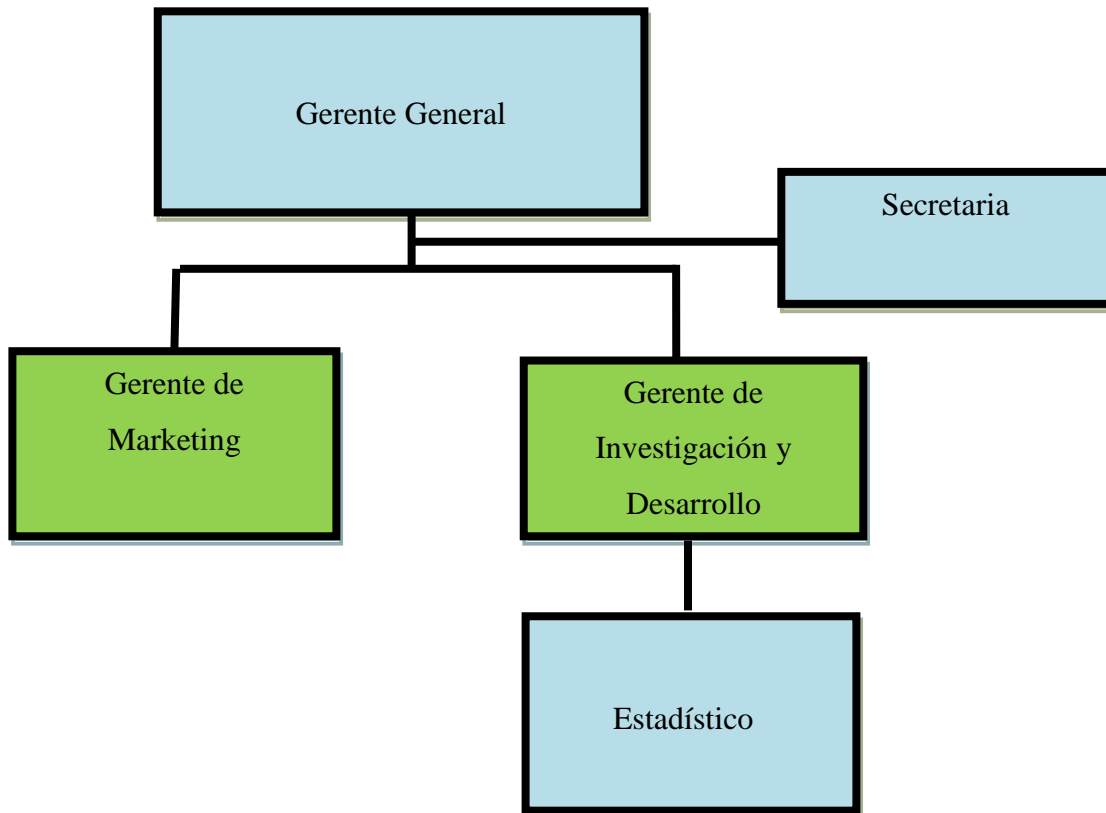 Gerente General
Secretaria
Gerente de
Marketing
Gerente de
Investigación y
Desarrollo
Estadístico